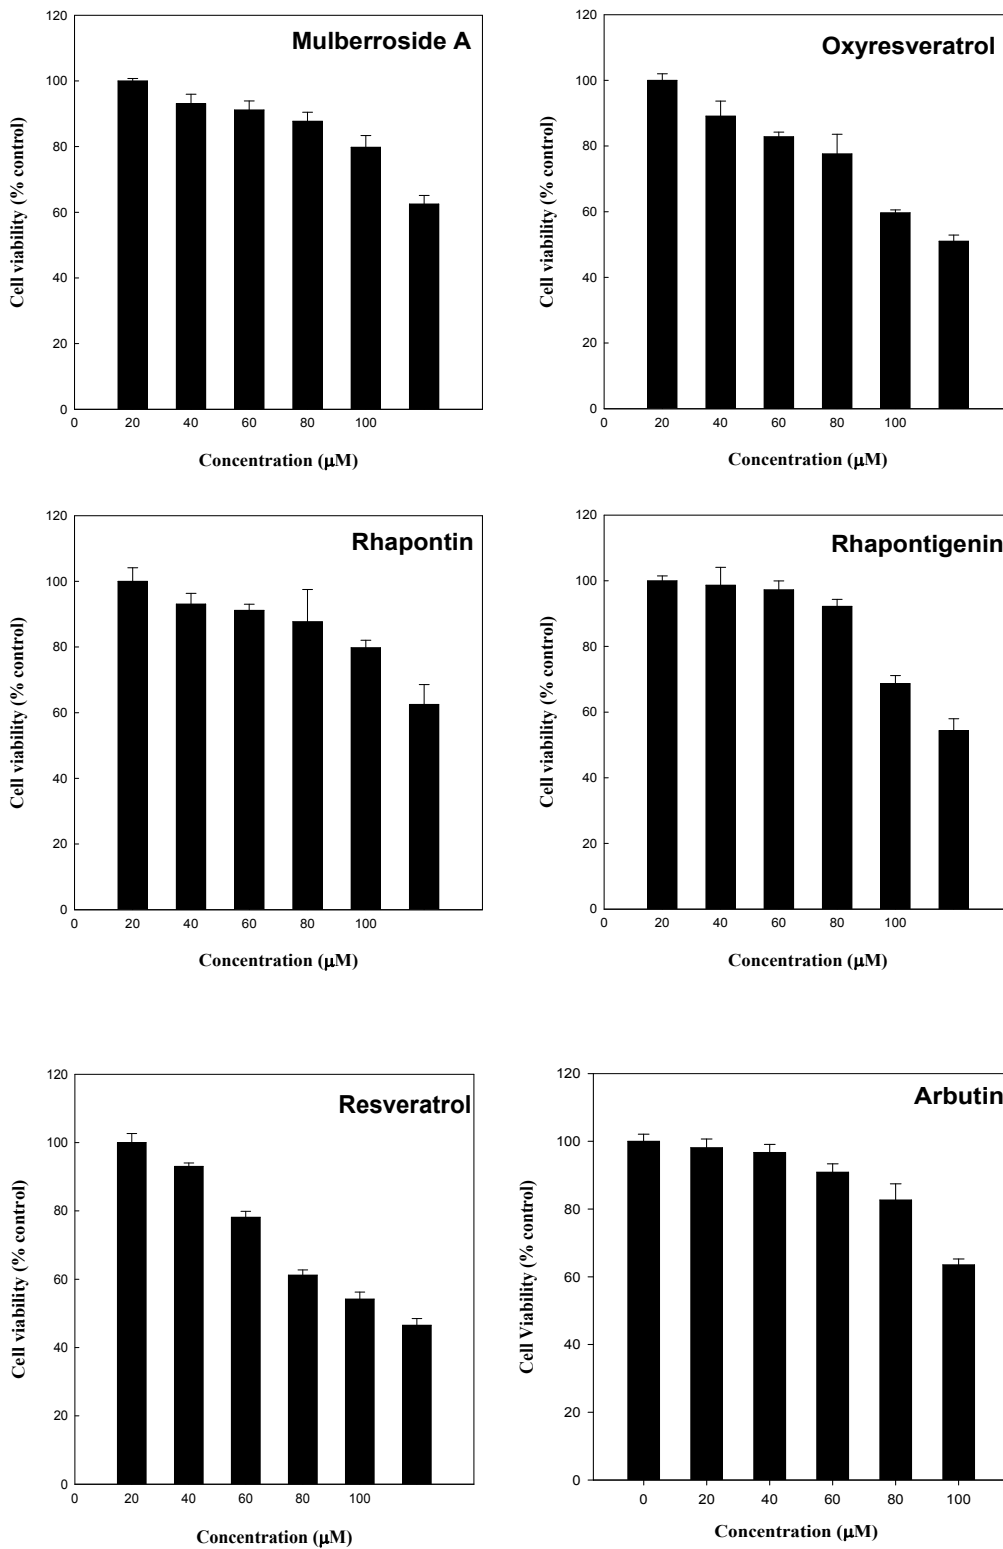 Mulberroside A
Cell viability (% control)
120
100
80
60
40
20
0
0 20 40 60 80 100
Concentration (μM)
Oxyresveratrol
Cell viability (% control)
120
100
80
60
40
20
0
0 20 40 60 80 100
Concentration (μM)
Rhapontin
Cell viability (% control)
120
100
80
60
40
20
0
0 20 40 60 80 100
Concentration (μM)
Rhapontigenin
Cell viability (% control)
120
100
80
60
40
20
0
0 20 40 60 80 100
Concentration (μM)
Resveratrol
Cell viability (% control)
120
100
80
60
40
20
0
0 20 40 60 80 100
Concentration (μM)
Arbutin
Cell Viability (% control)
120
100
80
60
40
20
0
0 20 40 60 80 100
Concentration (μM)